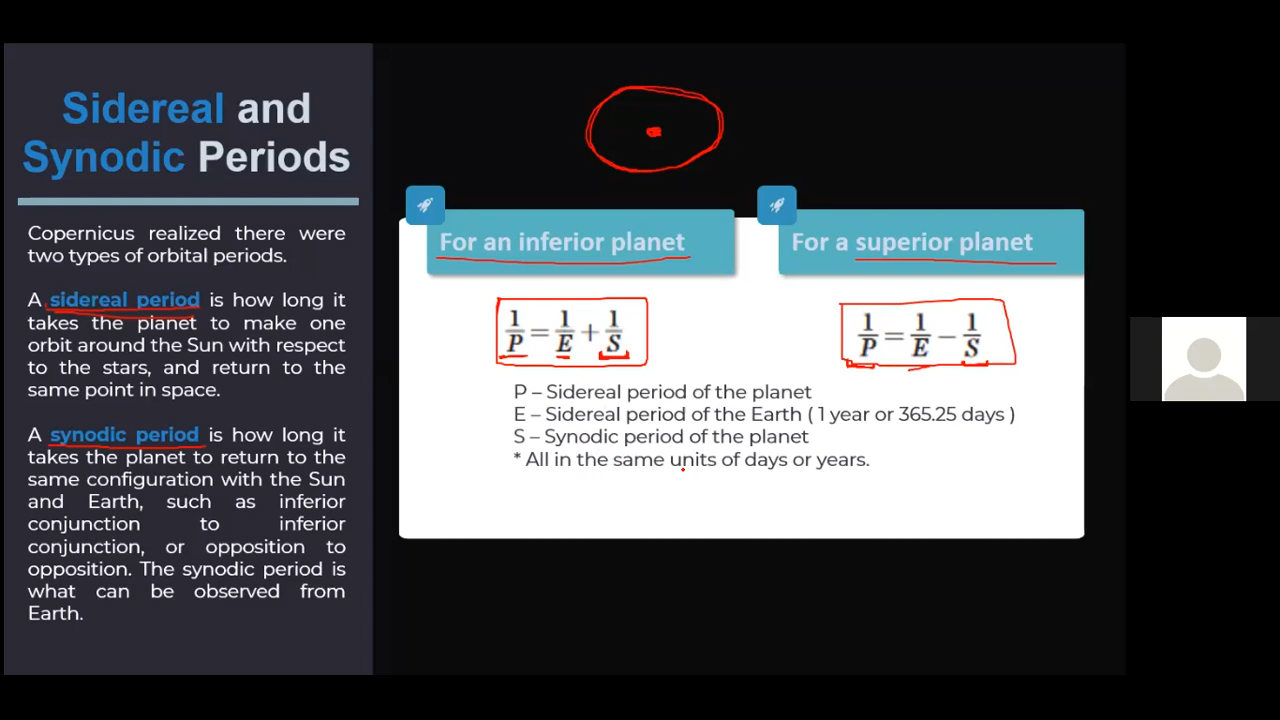 Sidereal and
Synodic Periods
Copernicus realized there were
two types of orbital periods.
A sidereal period is how long it
takes the planet to make one
orbit around the Sun with respect
to the stars, and return to the
same point in space.
A synodic period is how long it
takes the planet to return to the
same configuration with the Sun
and Earth, such as inferior
conjunction to inferior
conjunction, or opposition to
opposition. The synodic period is
what can be observed from
Earth.
For an inferior planet
1/P = 1/E + 1/S
For a superior planet
1/P = 1/E − 1/S
P – Sidereal period of the planet
E – Sidereal period of the Earth ( 1 year or 365.25 days )
S – Synodic period of the planet
* All in the same units of days or years.